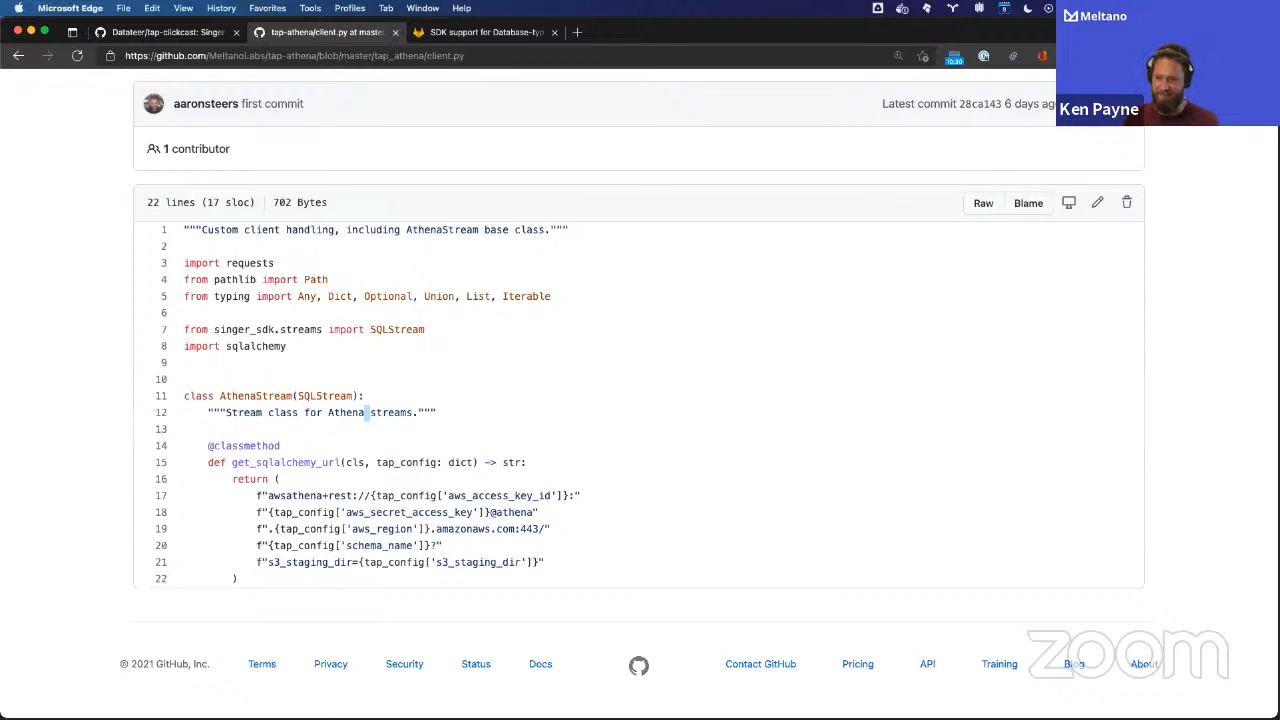 Microsoft Edge File Edit View History Favorites Tools Profiles Tab Window Help
Datateer/tap-clickcast: Singer
tap-athena/client.py at master
SDK support for Database-typ
https://github.com/MeltanoLabs/tap-athena/blob/master/tap_athena/client.py
10:30
Meltano
Ken Payne
aaronsteers first commit
Latest commit 28ca143 6 days ago
1 contributor
22 lines (17 sloc) 702 Bytes
Raw Blame
1 """Custom client handling, including AthenaStream base class."""
2
3 import requests
4 from pathlib import Path
5 from typing import Any, Dict, Optional, Union, List, Iterable
6
7 from singer_sdk.streams import SQLStream
8 import sqlalchemy
9
10
11 class AthenaStream(SQLStream):
12 """Stream class for Athena streams."""
13
14 @classmethod
15 def get_sqlalchemy_url(cls, tap_config: dict) -> str:
16 return (
17 f"awsathena+rest://{tap_config['aws_access_key_id']}:"
18 f"{tap_config['aws_secret_access_key']}@athena"
19 f".{tap_config['aws_region']}.amazonaws.com:443/"
20 f"{tap_config['schema_name']}?"
21 f"s3_staging_dir={tap_config['s3_staging_dir']}"
22 )
© 2021 GitHub, Inc. Terms Privacy Security Status Docs Contact GitHub Pricing API Training Blog About
zoom